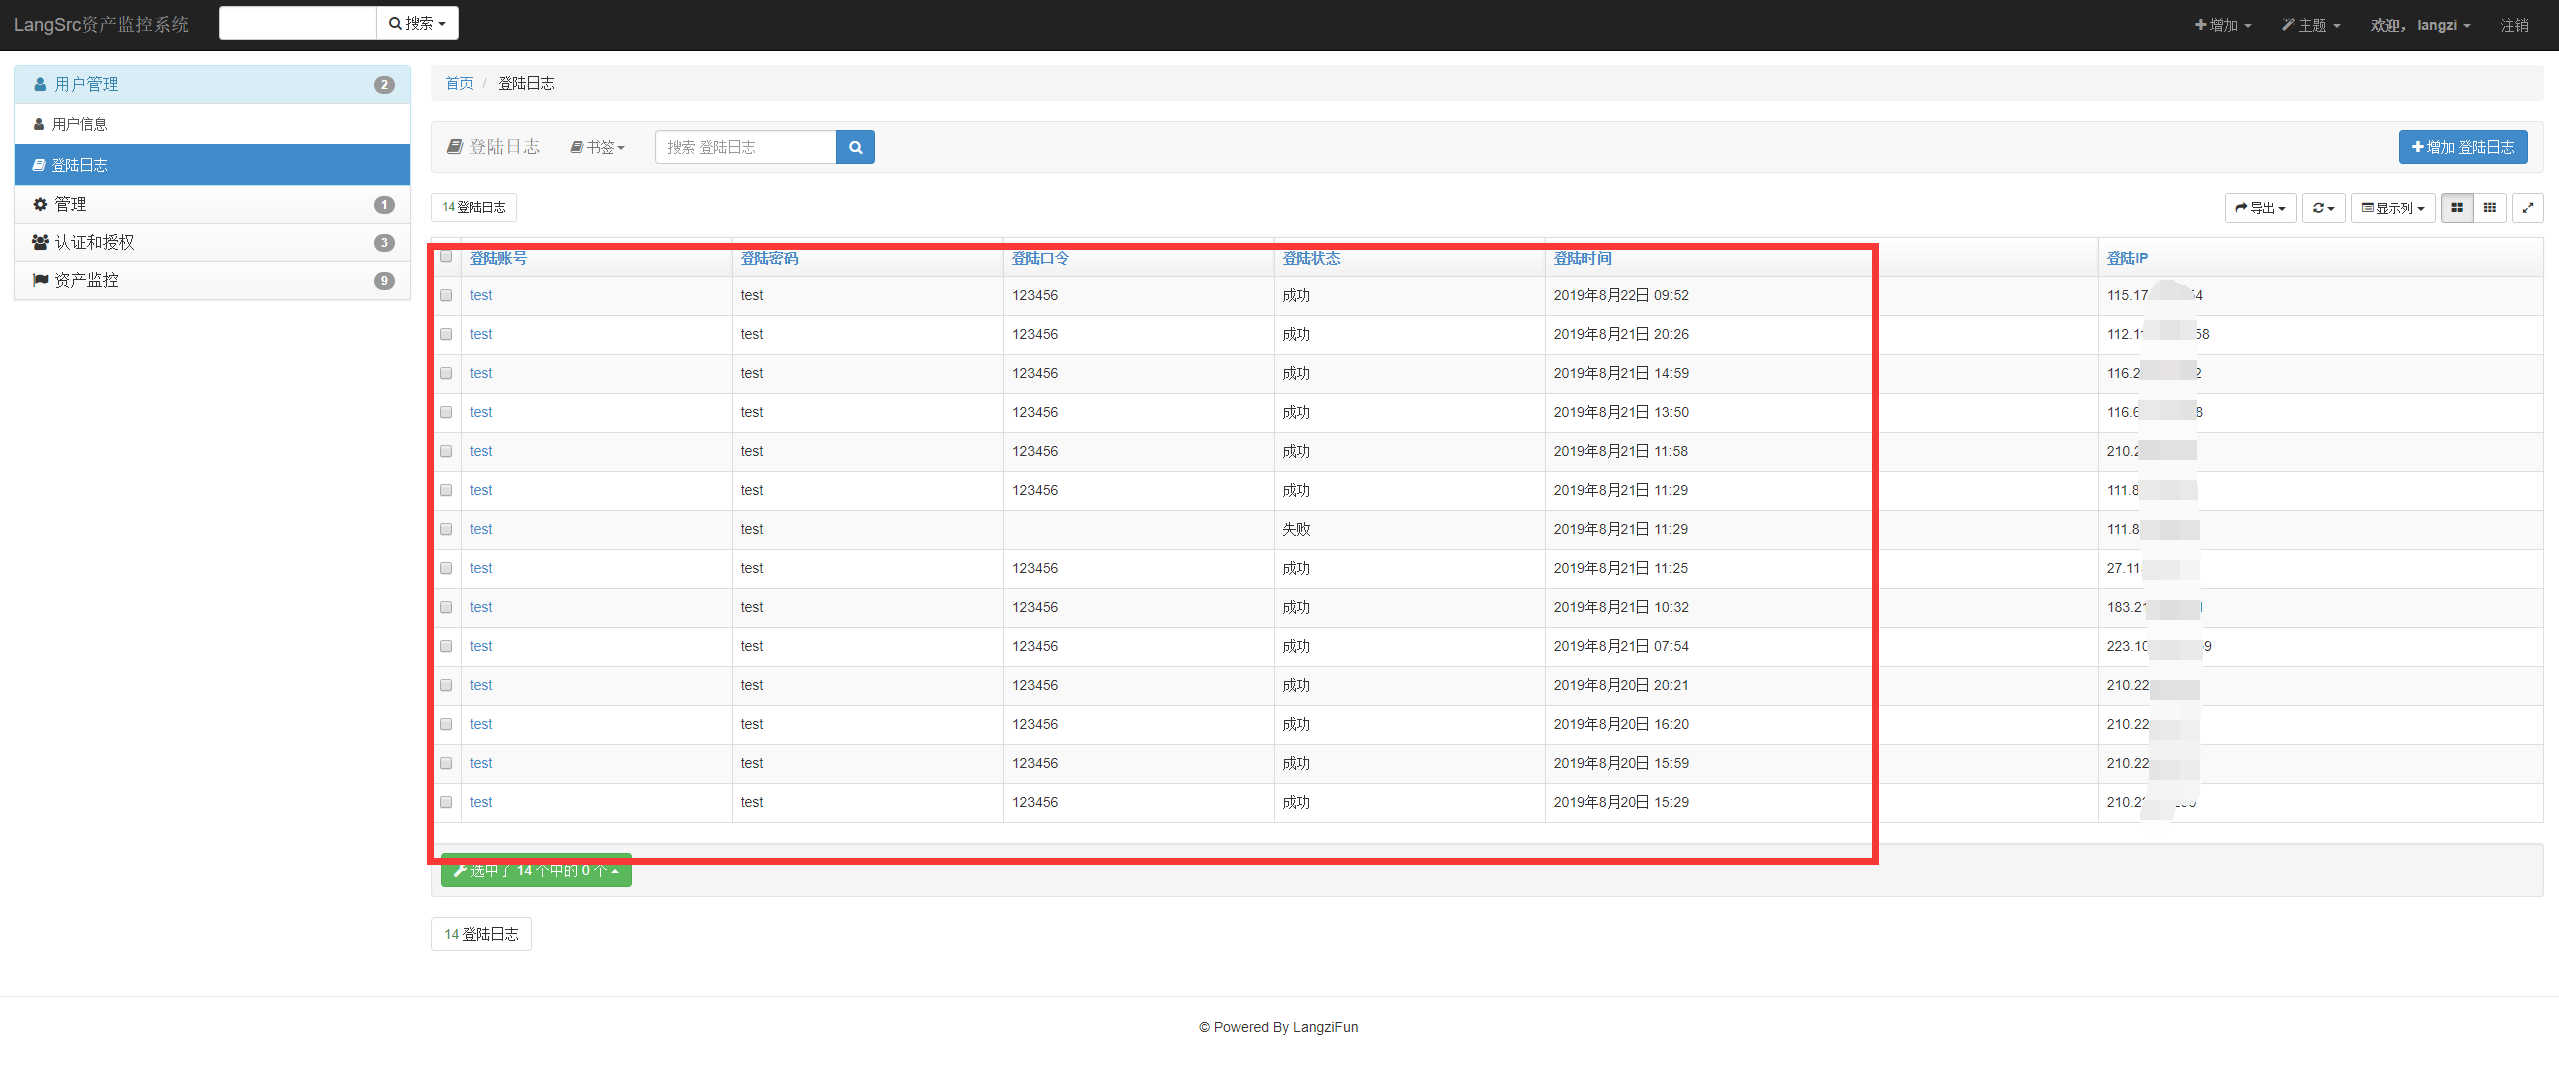 LangSrc资产监控系统 搜索 增加 主题 欢迎， langzi 注销
用户管理 2
用户信息
登陆日志
管理 1
认证和授权 3
资产监控 9
首页 / 登陆日志
登陆日志 书签 搜索 登陆日志 增加 登陆日志
14 登陆日志 导出 显示列
登陆账号 登陆密码 登陆口令 登陆状态 登陆时间 登陆IP
test test 123456 成功 2019年8月22日 09:52 115.17
test test 123456 成功 2019年8月21日 20:26 112.1
test test 123456 成功 2019年8月21日 14:59 116.2
test test 123456 成功 2019年8月21日 13:50 116.6
test test 123456 成功 2019年8月21日 11:58 210.2
test test 123456 成功 2019年8月21日 11:29 111.8
test test 失败 2019年8月21日 11:29 111.8
test test 123456 成功 2019年8月21日 11:25 27.11
test test 123456 成功 2019年8月21日 10:32 183.21
test test 123456 成功 2019年8月21日 07:54 223.10
test test 123456 成功 2019年8月20日 20:21 210.22
test test 123456 成功 2019年8月20日 16:20 210.22
test test 123456 成功 2019年8月20日 15:59 210.22
test test 123456 成功 2019年8月20日 15:29 210.2
选中了 14 个中的 0 个
14 登陆日志
© Powered By LangziFun